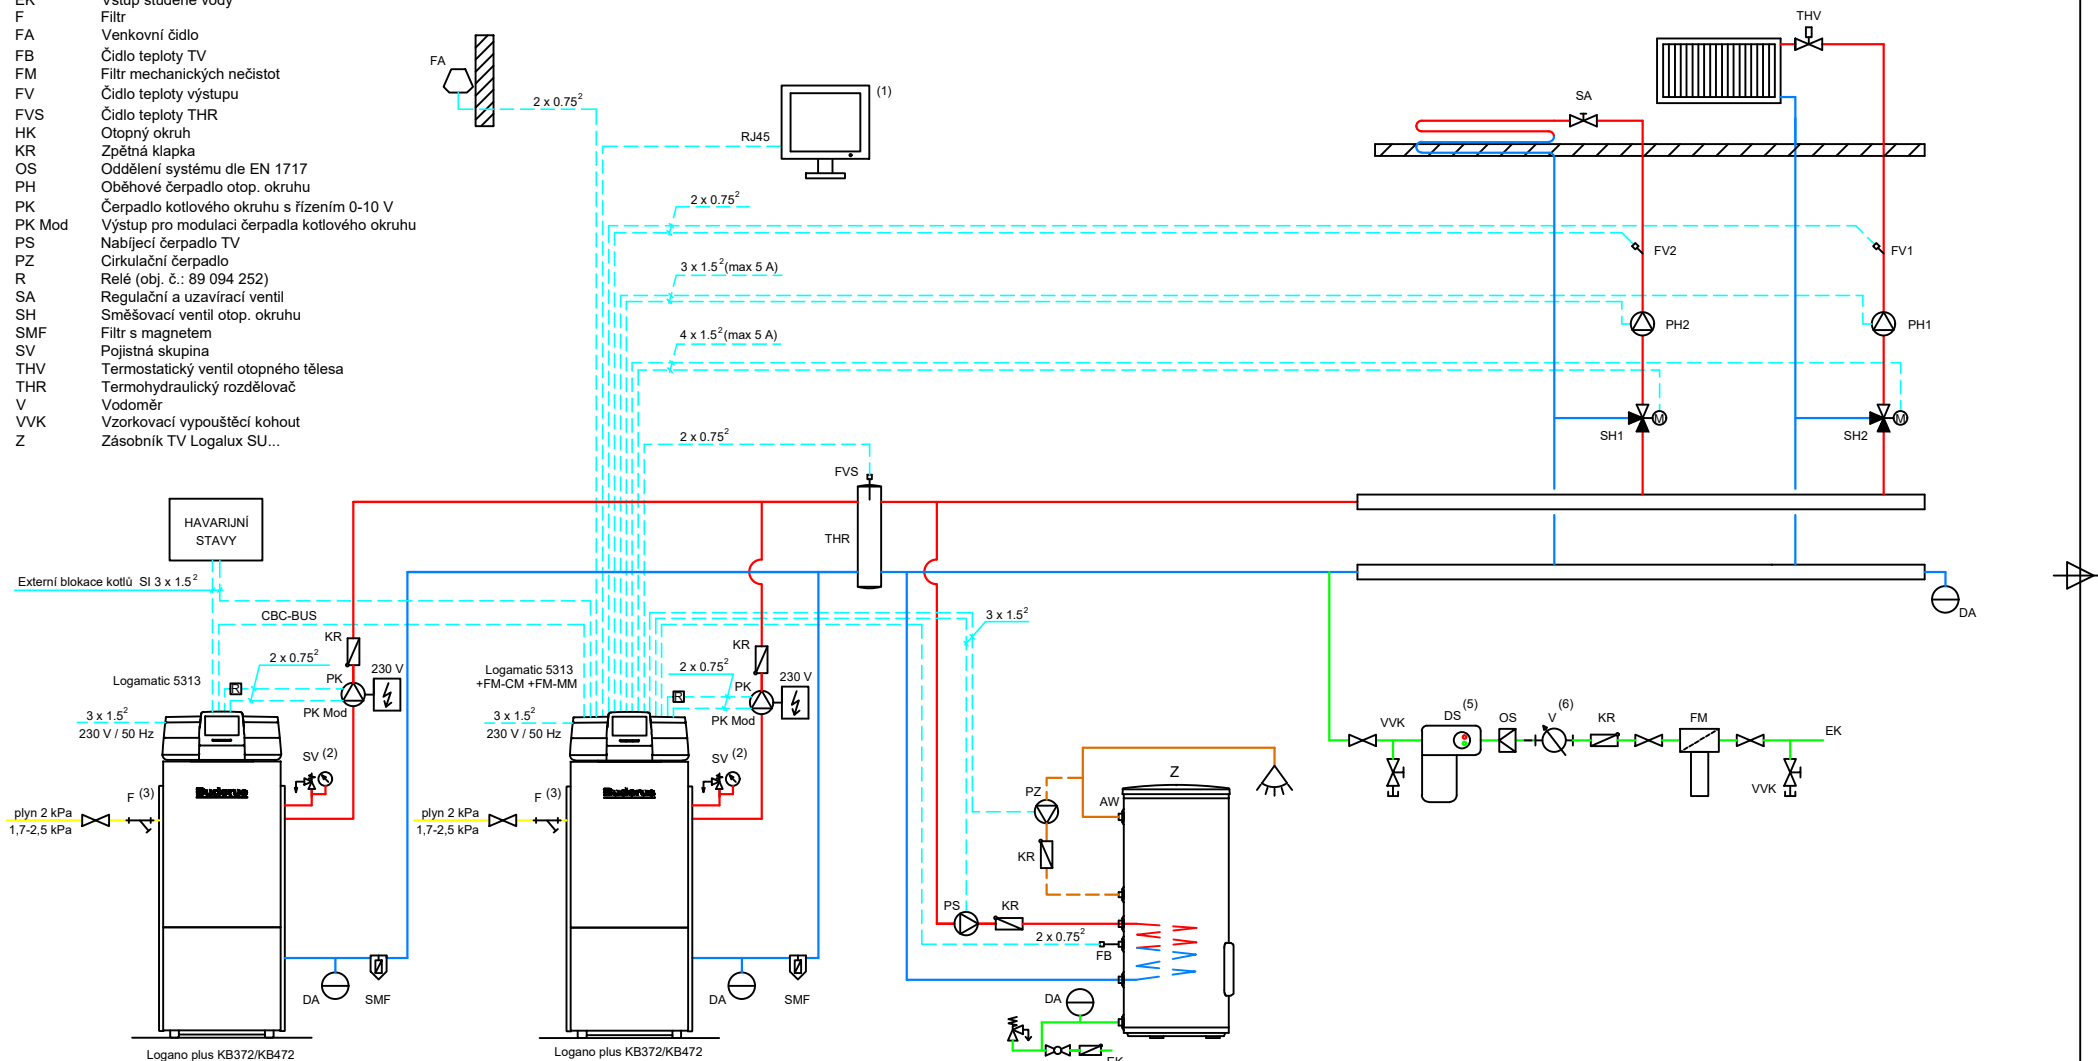 EK Vstup studené vody
F Filtr
FA Venkovní čidlo
FB Čidlo teploty TV
FM Filtr mechanických nečistot
FV Čidlo teploty výstupu
FVS Čidlo teploty THR
HK Otopný okruh
KR Zpětná klapka
OS Oddělení systému dle EN 1717
PH Oběhové čerpadlo otop. okruhu
PK Čerpadlo kotlového okruhu s řízením 0-10 V
PK Mod Výstup pro modulaci čerpadla kotlového okruhu
PS Nabíjecí čerpadlo TV
PZ Cirkulační čerpadlo
R Relé (obj. č.: 89 094 252)
SA Regulační a uzavírací ventil
SH Směšovací ventil otop. okruhu
SMF Filtr s magnetem
SV Pojistná skupina
THV Termostatický ventil otopného tělesa
THR Termohydraulický rozdělovač
V Vodoměr
VVK Vzorkovací vypouštěcí kohout
Z Zásobník TV Logalux SU...
FA
2 x 0.75²
(1)
RJ45
THV
SA
2 x 0.75²
FV2
FV1
3 x 1.5² (max 5 A)
PH2
PH1
4 x 1.5² (max 5 A)
M
M
SH1
SH2
2 x 0.75²
FVS
THR
HAVARIJNÍ
STAVY
Externí blokace kotlů SI 3 x 1.5²
CBC-BUS
KR
2 x 0.75²
230 V
Logamatic 5313
R
PK
PK Mod
3 x 1.5²
230 V / 50 Hz
SV (2)
F (3)
Buderus
plyn 2 kPa
1,7-2,5 kPa
DA
SMF
Logano plus KB372/KB472
KR
Logamatic 5313
+FM-CM +FM-MM
2 x 0.75²
230 V
R
PK
PK Mod
3 x 1.5²
230 V / 50 Hz
SV (2)
F (3)
Buderus
plyn 2 kPa
1,7-2,5 kPa
DA
SMF
Logano plus KB372/KB472
3 x 1.5²
DA
Z
PZ
AW
KR
PS
KR
2 x 0.75²
FB
DA
EK
VVK
DS (5)
OS
V (6)
KR
FM
EK
VVK